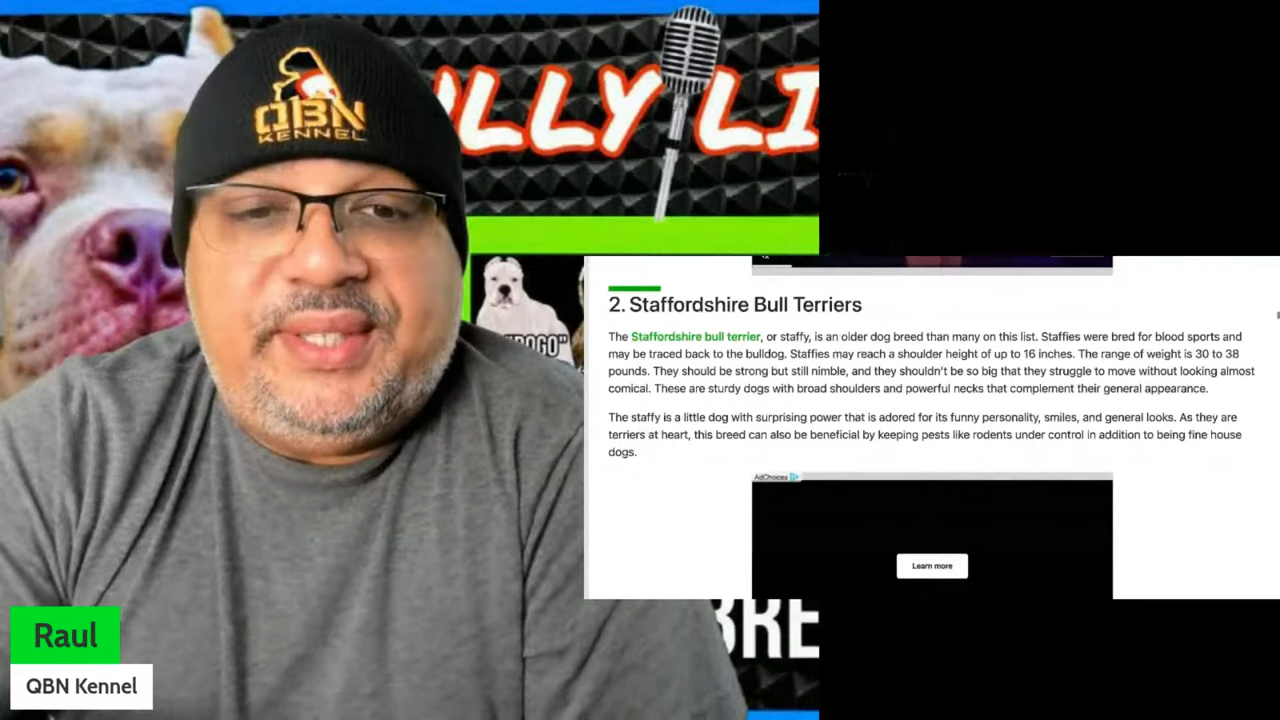 QBN
KENNEL
ULLY LI
DOGO"
2. Staffordshire Bull Terriers
The Staffordshire bull terrier, or staffy, is an older dog breed than many on this list. Staffies were bred for blood sports and
may be traced back to the bulldog. Staffies may reach a shoulder height of up to 16 inches. The range of weight is 30 to 38
pounds. They should be strong but still nimble, and they shouldn't be so big that they struggle to move without looking almost
comical. These are sturdy dogs with broad shoulders and powerful necks that complement their general appearance.
The staffy is a little dog with surprising power that is adored for its funny personality, smiles, and general looks. As they are
terriers at heart, this breed can also be beneficial by keeping pests like rodents under control in addition to being fine house
dogs.
AdChoices
Learn more
BRE
Raul
QBN Kennel